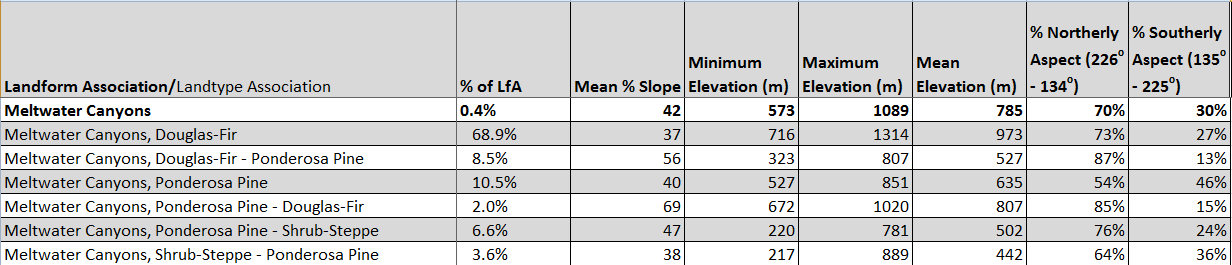 Landform Association/Landtype Association | % of LfA | Mean % Slope | Minimum Elevation (m) | Maximum Elevation (m) | Mean Elevation (m) | % Northerly Aspect (226° - 134°) | % Southerly Aspect (135° - 225°)
Meltwater Canyons | 0.4% | 42 | 573 | 1089 | 785 | 70% | 30%
Meltwater Canyons, Douglas-Fir | 68.9% | 37 | 716 | 1314 | 973 | 73% | 27%
Meltwater Canyons, Douglas-Fir - Ponderosa Pine | 8.5% | 56 | 323 | 807 | 527 | 87% | 13%
Meltwater Canyons, Ponderosa Pine | 10.5% | 40 | 527 | 851 | 635 | 54% | 46%
Meltwater Canyons, Ponderosa Pine - Douglas-Fir | 2.0% | 69 | 672 | 1020 | 807 | 85% | 15%
Meltwater Canyons, Ponderosa Pine - Shrub-Steppe | 6.6% | 47 | 220 | 781 | 502 | 76% | 24%
Meltwater Canyons, Shrub-Steppe - Ponderosa Pine | 3.6% | 38 | 217 | 889 | 442 | 64% | 36%